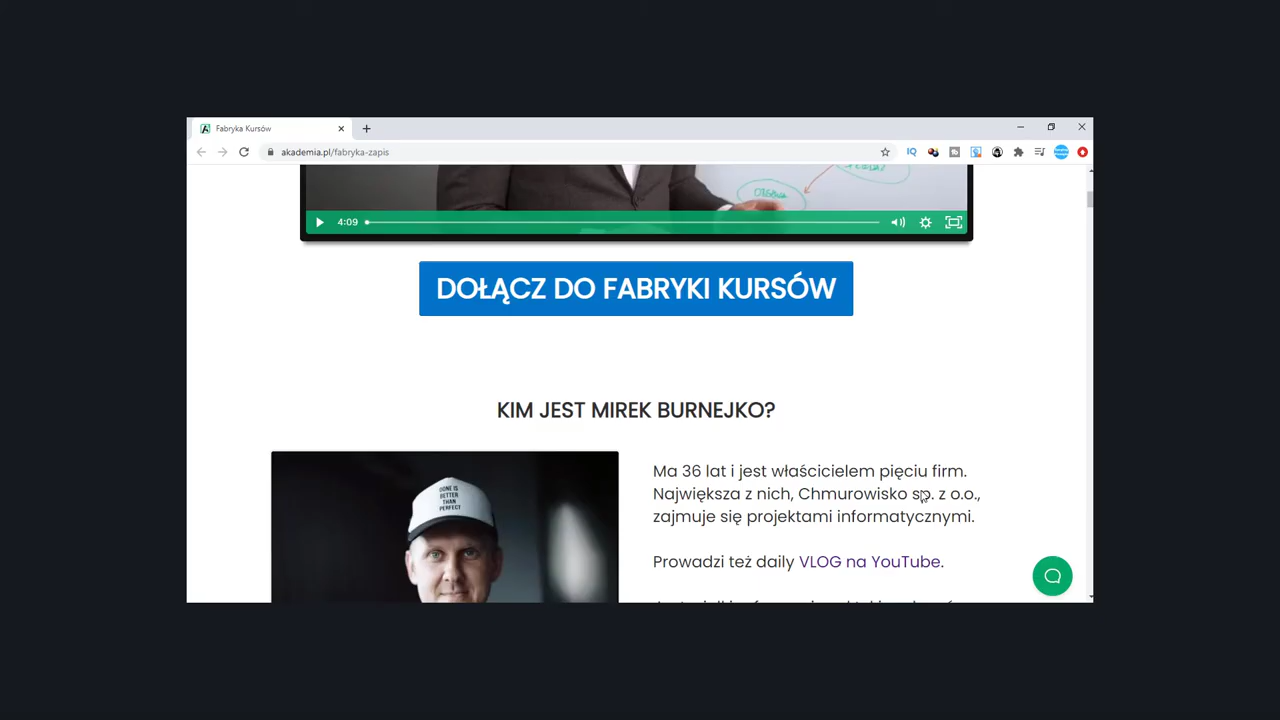 Fabryka Kursów
akademia.pl/fabryka-zapis
IQ
4:09
DOŁĄCZ DO FABRYKI KURSÓW
KIM JEST MIREK BURNEJKO?
DONE IS
BETTER
THAN
PERFECT
Ma 36 lat i jest właścicielem pięciu firm.
Największa z nich, Chmurowisko sp. z o.o.,
zajmuje się projektami informatycznymi.
Prowadzi też daily VLOG na YouTube.